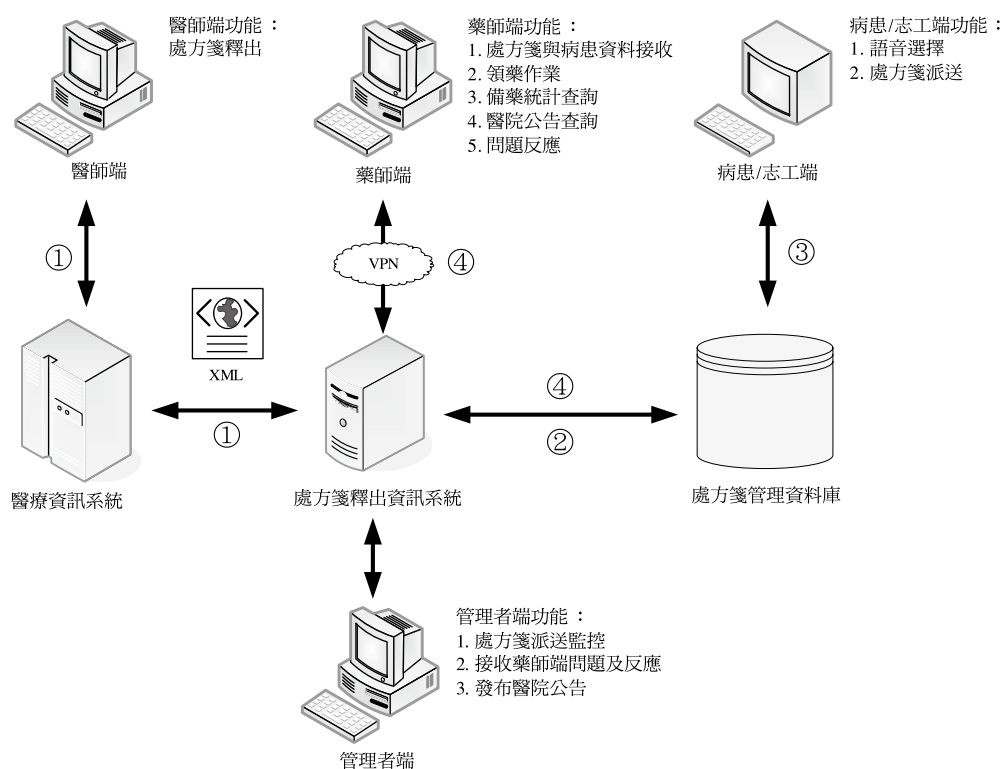 醫師端功能：
處方箋釋出
醫師端
藥師端功能：
1. 處方箋與病患資料接收
2. 領藥作業
3. 備藥統計查詢
4. 醫院公告查詢
5. 問題反應
藥師端
病患/志工端功能：
1. 語音選擇
2. 處方箋派送
病患/志工端
①
VPN
④
③
XML
①
④
②
醫療資訊系統
處方箋釋出資訊系統
處方箋管理資料庫
管理者端功能：
1. 處方箋派送監控
2. 接收藥師端問題及反應
3. 發布醫院公告
管理者端